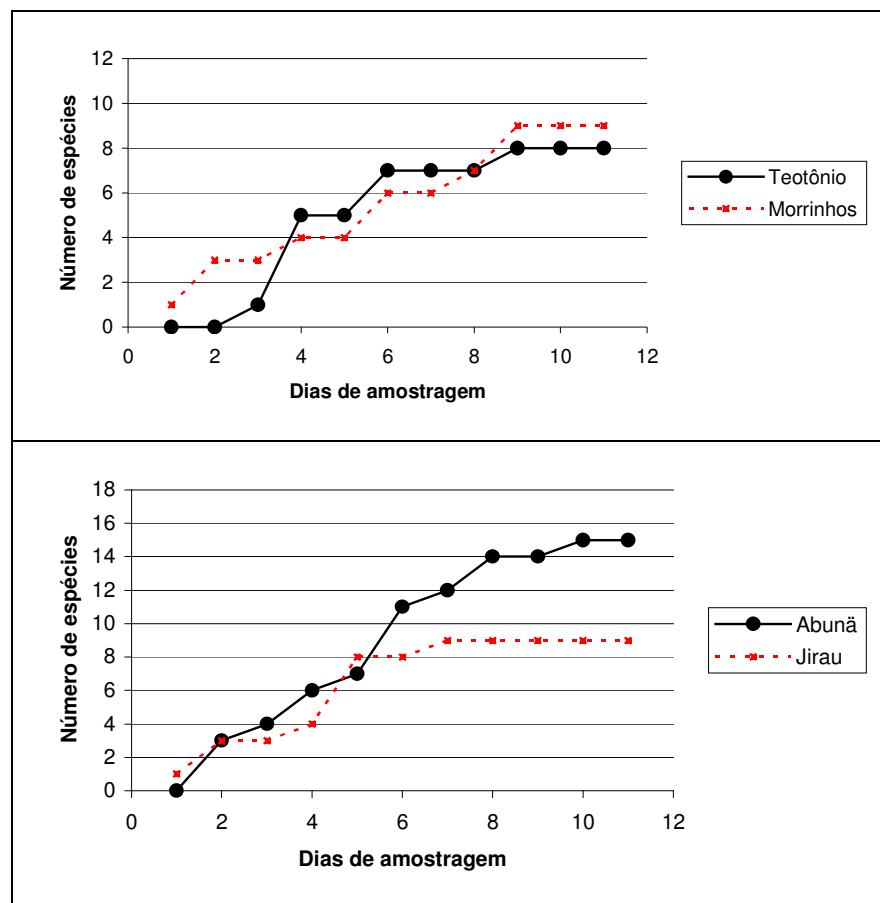 12
10
8
6
4
2
0
0 2 4 6 8 10 12
Número de espécies
Dias de amostragem
Teotônio
Morrinhos
18
16
14
12
10
8
6
4
2
0
0 2 4 6 8 10 12
Número de espécies
Dias de amostragem
Abunä
Jirau